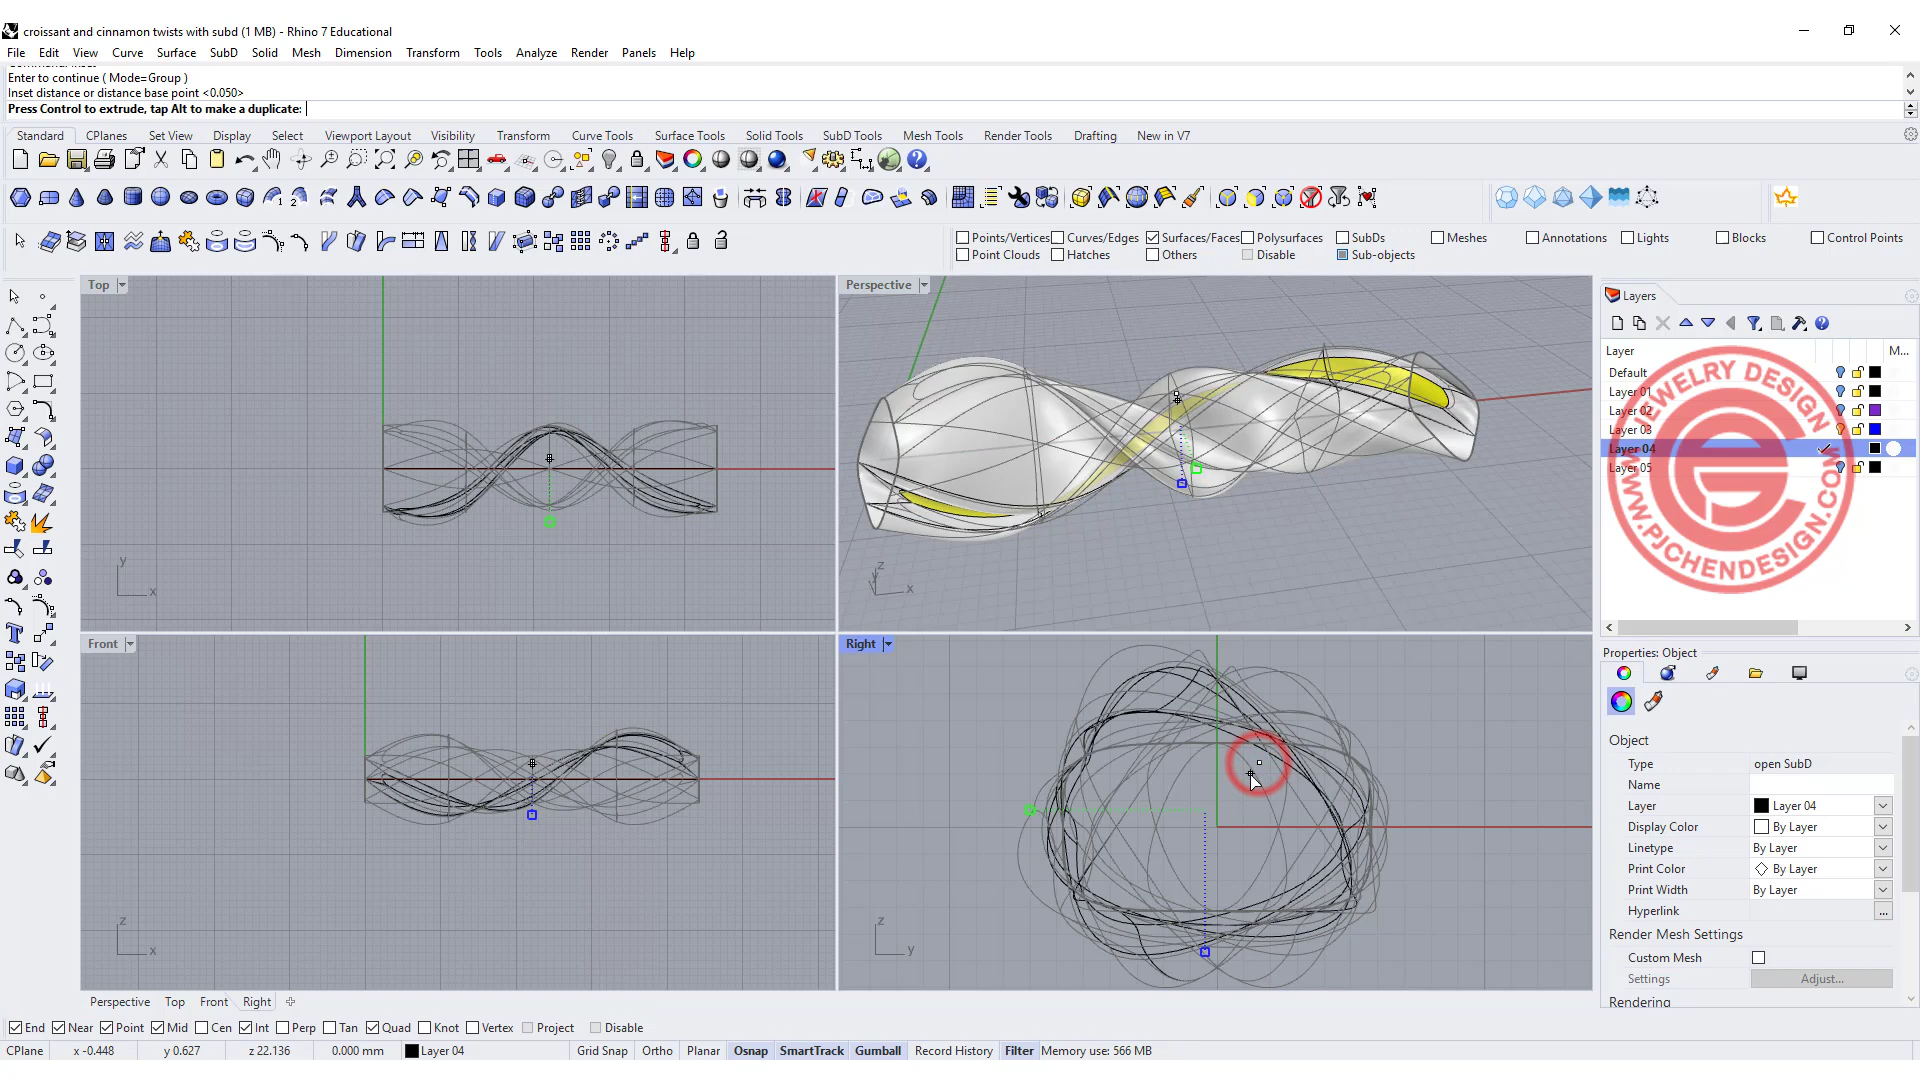 croissant and cinnamon twists with subd (1 MB) - Rhino 7 Educational
File Edit View Curve Surface SubD Solid Mesh Dimension Transform Tools Analyze Render Panels Help
Enter to continue ( Mode=Group )
Inset distance or distance base point <0.050>
Press Control to extrude, tap Alt to make a duplicate:
Standard CPlanes Set View Display Select Viewport Layout Visibility Transform Curve Tools Surface Tools Solid Tools SubD Tools Mesh Tools Render Tools Drafting New in V7
Points/Vertices Curves/Edges Surfaces/Faces Polysurfaces SubDs Meshes Annotations Lights Blocks Control Points
Point Clouds Hatches Others Disable Sub-objects
Top
y
x
Perspective
z
y
x
Front
z
x
Right
z
y
Layers
Layer M...
Default
Layer 01
Layer 02
Layer 03
Layer 04
Layer 05
JEWELRY DESIGN
WWW.PJCHENDESIGN.COM
Properties: Object
Object
Type open SubD
Name
Layer Layer 04
Display Color By Layer
Linetype By Layer
Print Color By Layer
Print Width By Layer
Hyperlink ...
Render Mesh Settings
Custom Mesh
Settings Adjust...
Rendering
Perspective Top Front Right
End Near Point Mid Cen Int Perp Tan Quad Knot Vertex Project Disable
CPlane x -0.448 y 0.627 z 22.136 0.000 mm Layer 04 Grid Snap Ortho Planar Osnap SmartTrack Gumball Record History Filter Memory use: 566 MB